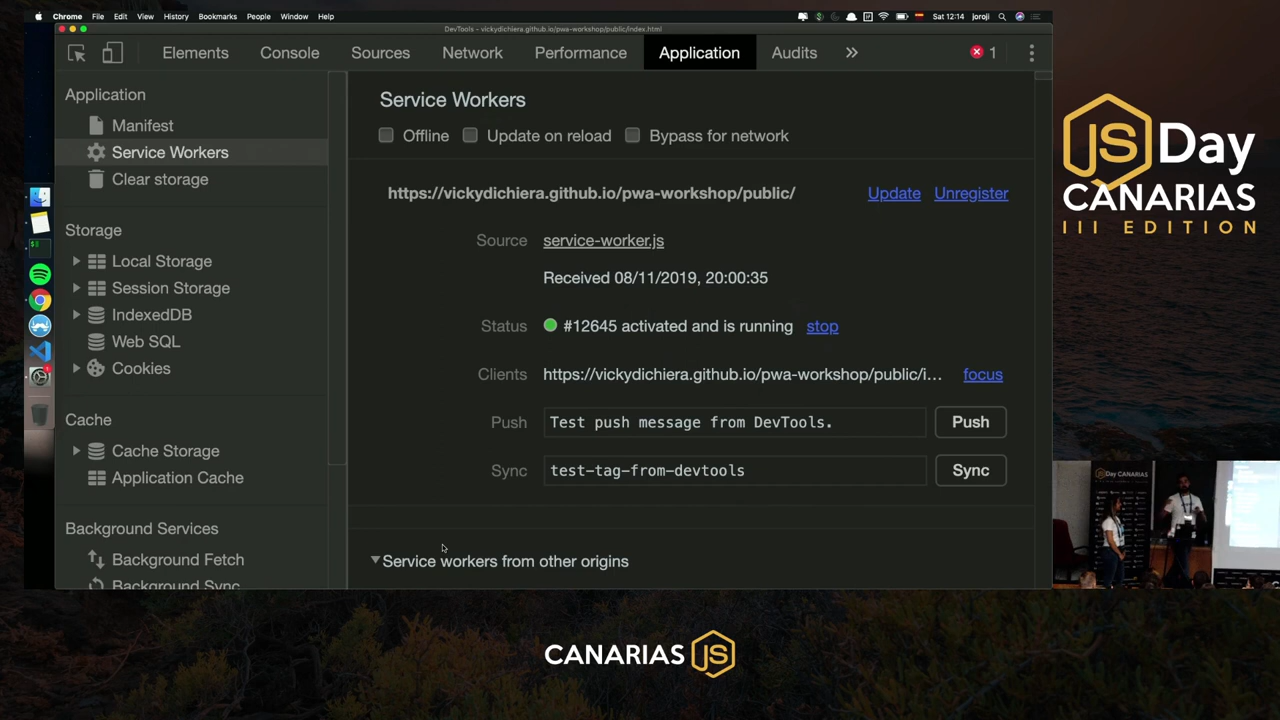 Chrome File Edit View History Bookmarks People Window Help
Sat 12:14 joroji
DevTools - vickydichiera.github.io/pwa-workshop/public/index.html
Elements Console Sources Network Performance Application Audits 1
Application
Manifest
Service Workers
Clear storage
Storage
Local Storage
Session Storage
IndexedDB
Web SQL
Cookies
Cache
Cache Storage
Application Cache
Background Services
Background Fetch
Background Sync
Service Workers
Offline Update on reload Bypass for network
https://vickydichiera.github.io/pwa-workshop/public/ Update Unregister
Source service-worker.js
Received 08/11/2019, 20:00:35
Status #12645 activated and is running stop
Clients https://vickydichiera.github.io/pwa-workshop/public/i… focus
Push Test push message from DevTools. Push
Sync test-tag-from-devtools Sync
Service workers from other origins
JS Day
CANARIAS
III EDITION
JS Day CANARIAS
CANARIAS JS